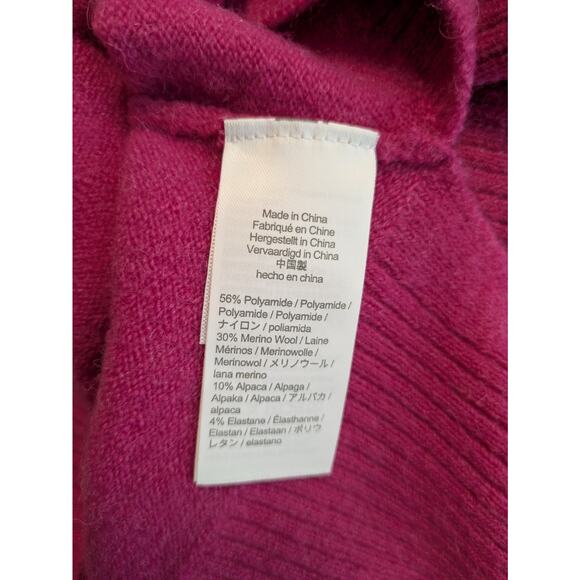 Made in China
Fabriqué en Chine
Hergestellt in China
Vervaardigd in China
中国製
hecho en china
56% Polyamide / Polyamide /
Polyamide / Polyamide /
ナイロン / poliamida
30% Merino Wool / Laine
Mérinos / Merinowolle /
Merinowol / メリノウール /
lana merino
10% Alpaca / Alpaga /
Alpaka / Alpaca / アルパカ /
alpaca
4% Elastane / Élasthanne /
Elastan / Elastaan / ポリウ
レタン / elastano